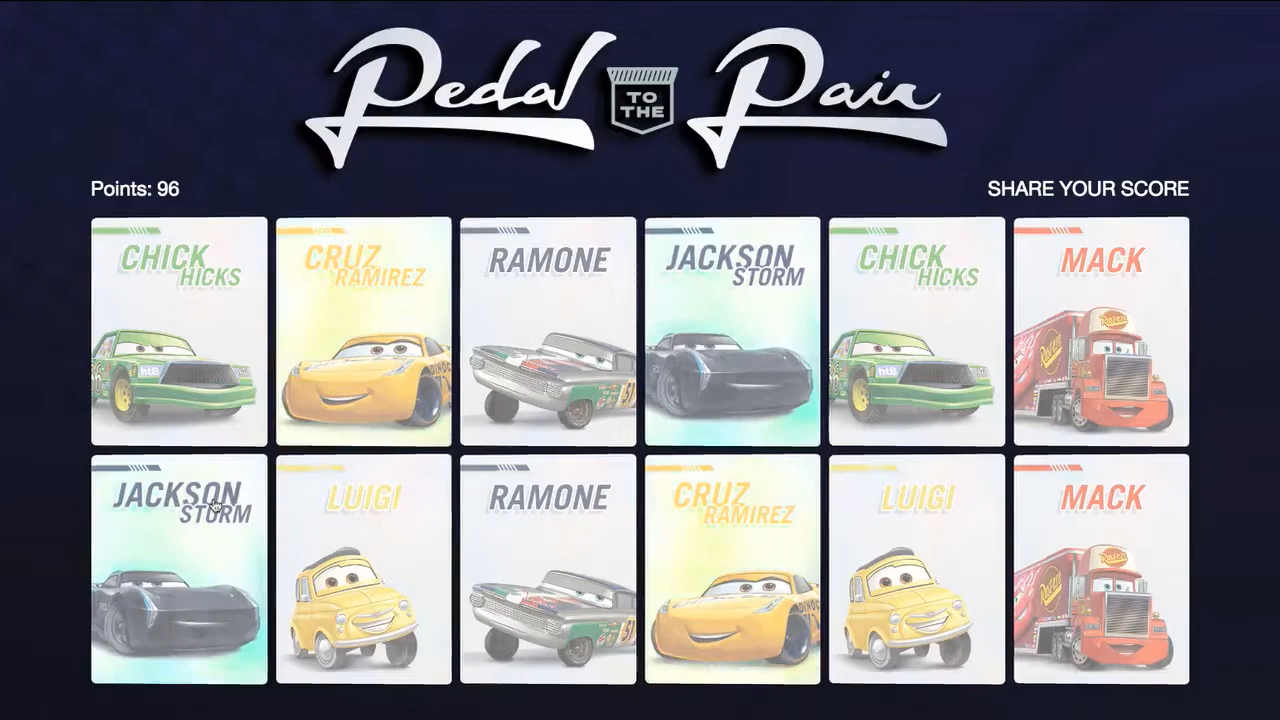 Pedal TO THE Pair
Points: 96
SHARE YOUR SCORE
CHICK HICKS
CRUZ RAMIREZ
RAMONE
JACKSON STORM
CHICK HICKS
MACK
JACKSON STORM
LUIGI
RAMONE
CRUZ RAMIREZ
LUIGI
MACK